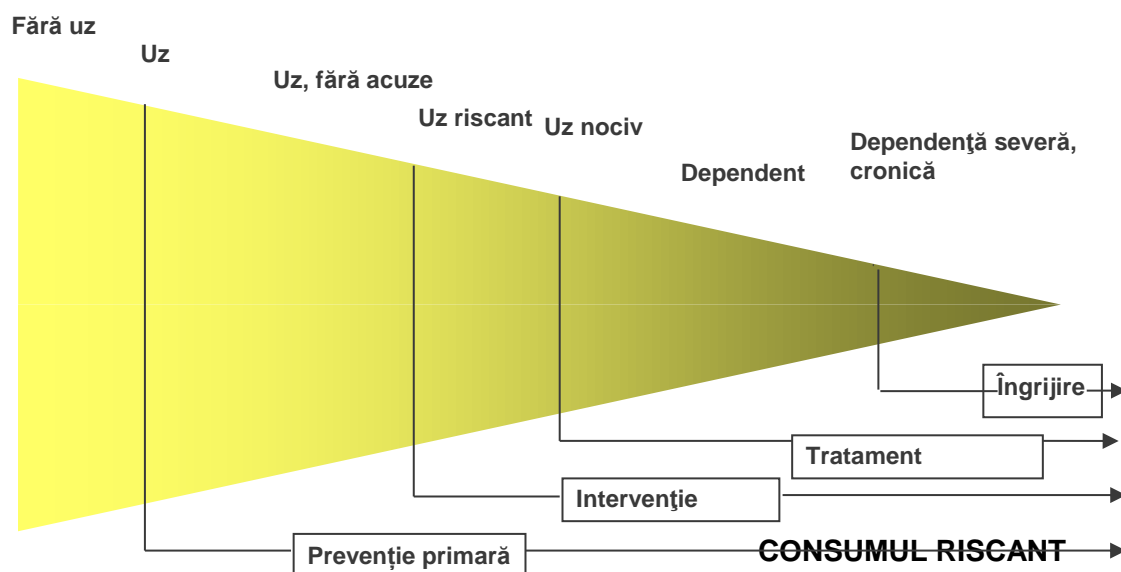 Fără uz
Uz
Uz, fără acuze
Uz riscant
Uz nociv
Dependenţă severă,
cronică
Dependent
Îngrijire
Tratament
Intervenţie
Prevenție primară
CONSUMUL RISCANT